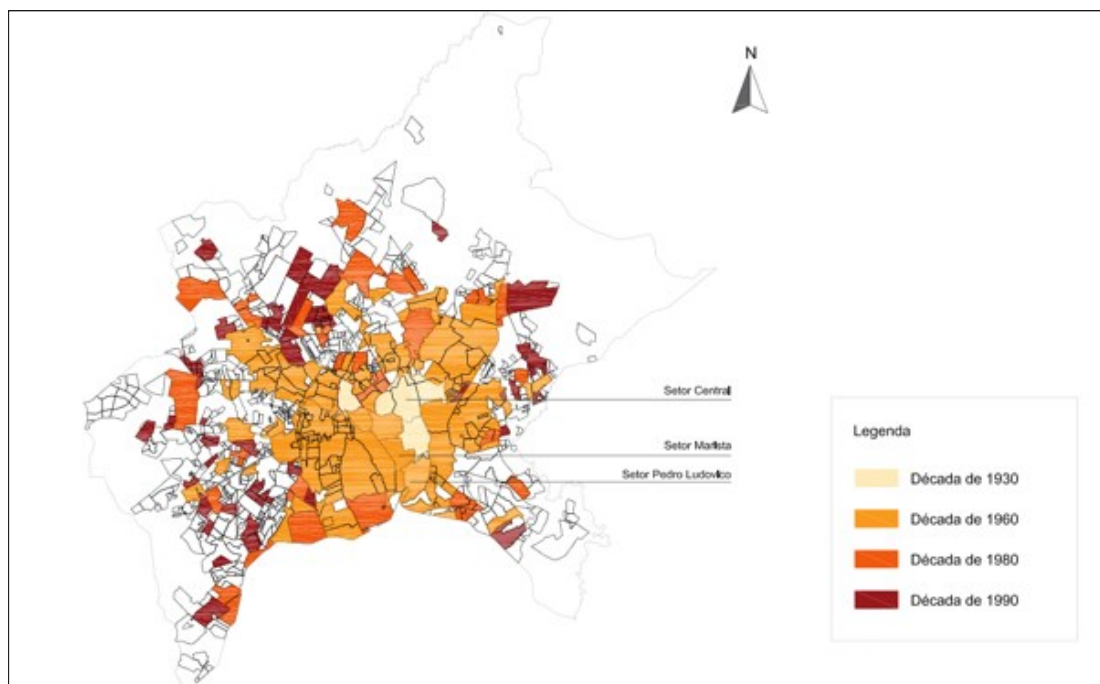 N
Setor Central
Setor Marista
Setor Pedro Ludovico
Legenda
Década de 1930
Década de 1960
Década de 1980
Década de 1990